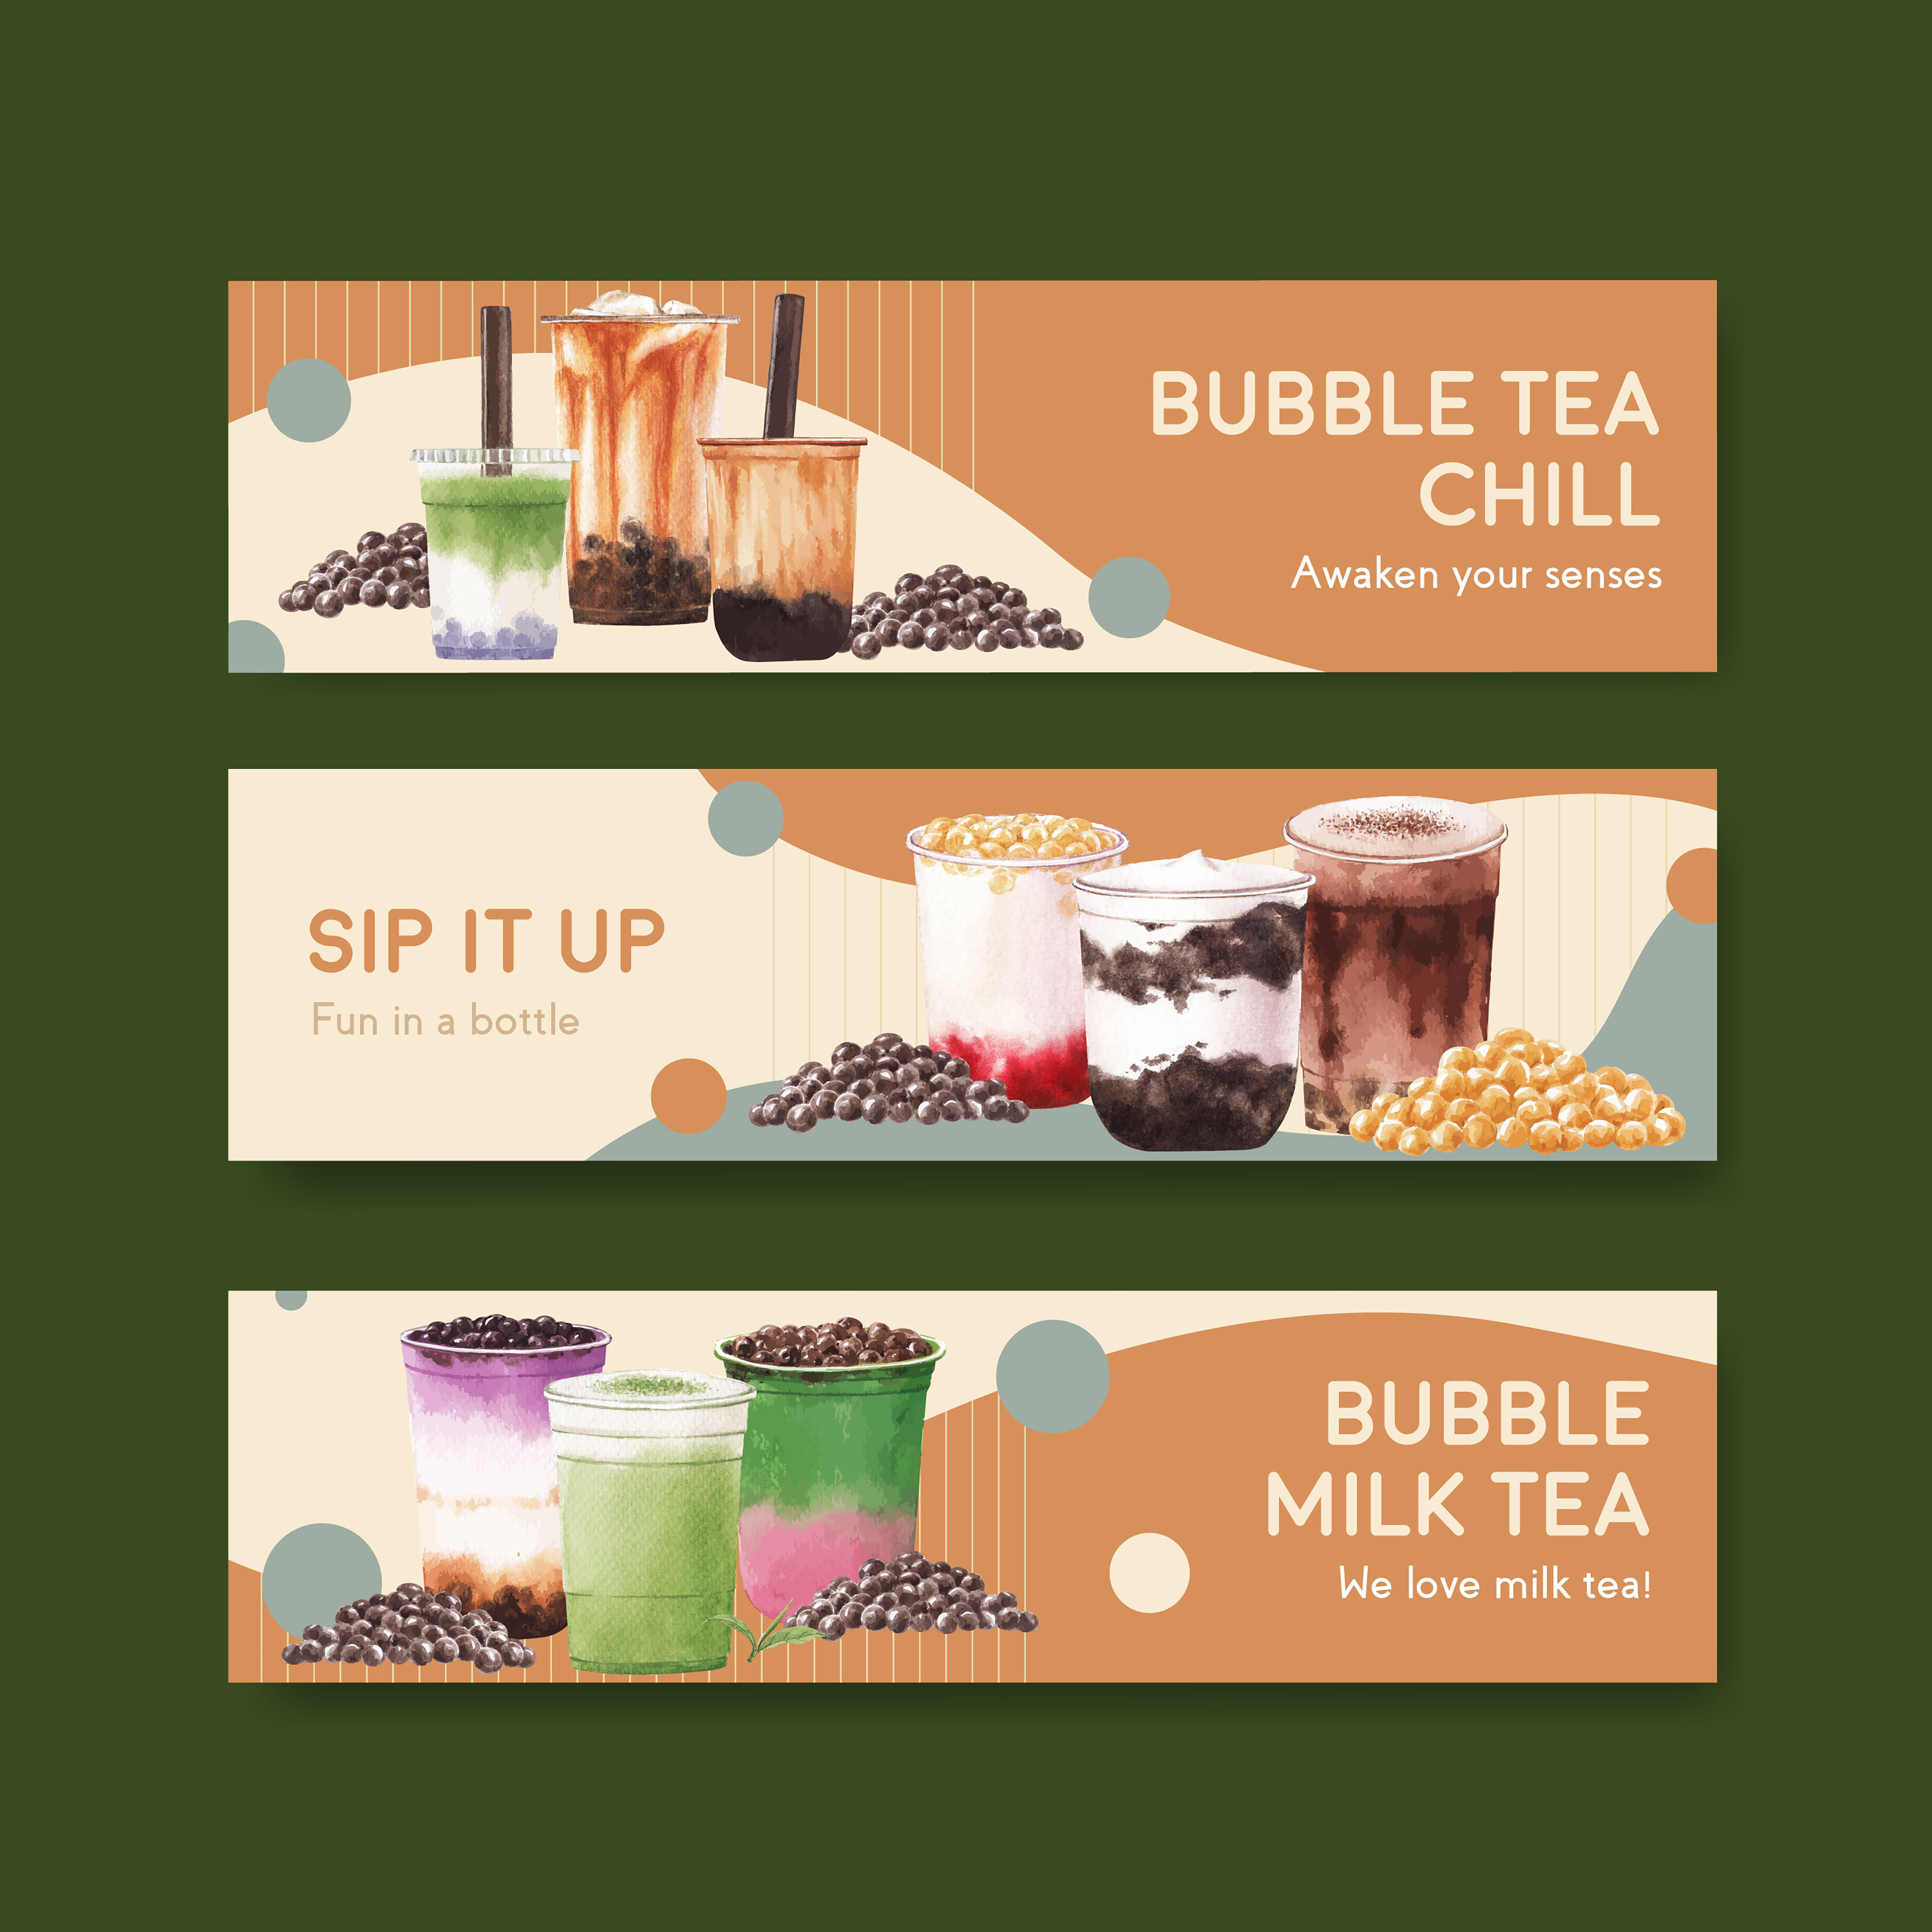 BUBBLE TEA
CHILL
Awaken your senses
SIP IT UP
Fun in a bottle
BUBBLE
MILK TEA
We love milk tea!